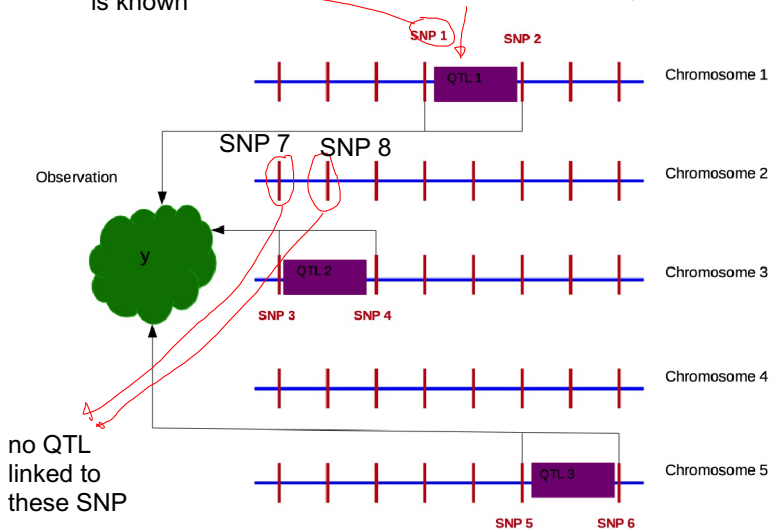 is known
SNP 1
SNP 2
QTL 1
Chromosome 1
SNP 7
SNP 8
Observation
Chromosome 2
y
QTL 2
Chromosome 3
SNP 3
SNP 4
Chromosome 4
no QTL
linked to
these SNP
QTL 3
Chromosome 5
SNP 5
SNP 6